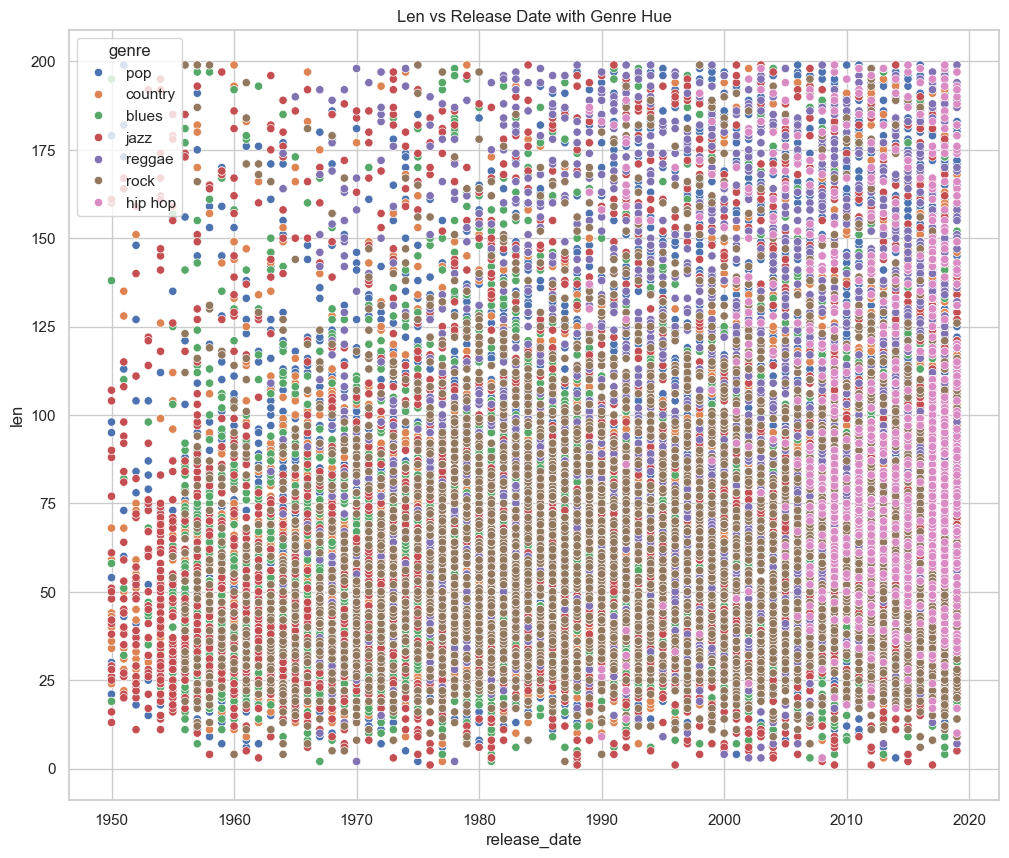 Len vs Release Date with Genre Hue
genre
pop
country
blues
jazz
reggae
rock
hip hop
200
175
150
125
100
75
50
25
0
len
1950
1960
1970
1980
1990
2000
2010
2020
release_date